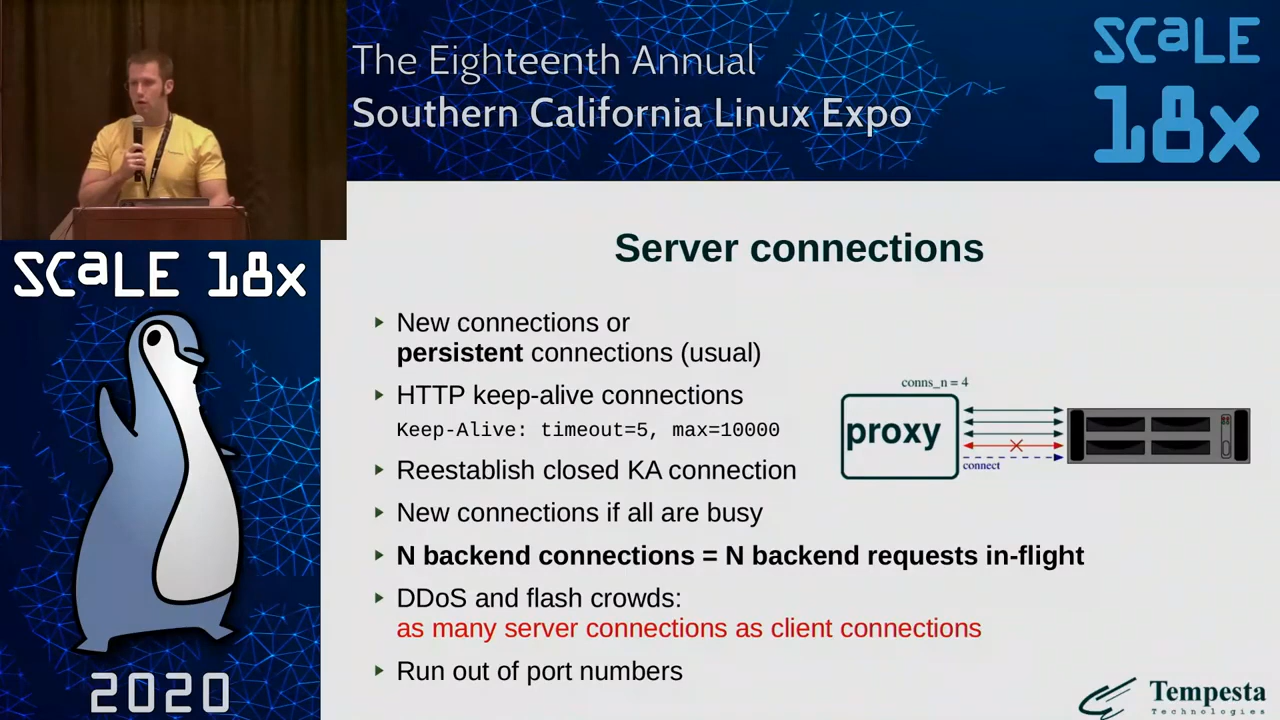 The Eighteenth Annual
Southern California Linux Expo
SCaLE
18x
SCaLE 18x
2020
Server connections
New connections or
persistent connections (usual)
HTTP keep-alive connections
Keep-Alive: timeout=5, max=10000
Reestablish closed KA connection
New connections if all are busy
N backend connections = N backend requests in-flight
DDoS and flash crowds:
as many server connections as client connections
Run out of port numbers
conns_n = 4
proxy
connect
Tempesta
Technologies